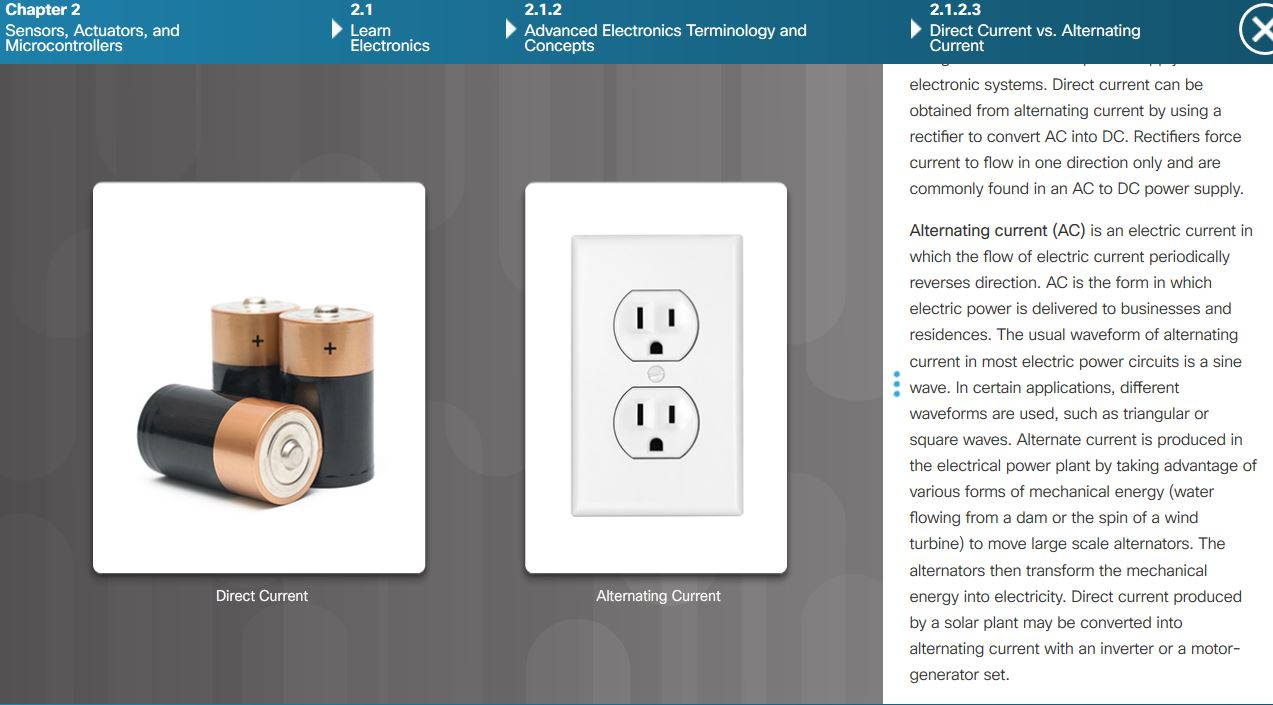 Chapter 2
Sensors, Actuators, and
Microcontrollers
2.1
Learn
Electronics
2.1.2
Advanced Electronics Terminology and
Concepts
2.1.2.3
Direct Current vs. Alternating
Current
+
+
Direct Current
Alternating Current
electronic systems. Direct current can be
obtained from alternating current by using a
rectifier to convert AC into DC. Rectifiers force
current to flow in one direction only and are
commonly found in an AC to DC power supply.
Alternating current (AC) is an electric current in
which the flow of electric current periodically
reverses direction. AC is the form in which
electric power is delivered to businesses and
residences. The usual waveform of alternating
current in most electric power circuits is a sine
wave. In certain applications, different
waveforms are used, such as triangular or
square waves. Alternate current is produced in
the electrical power plant by taking advantage of
various forms of mechanical energy (water
flowing from a dam or the spin of a wind
turbine) to move large scale alternators. The
alternators then transform the mechanical
energy into electricity. Direct current produced
by a solar plant may be converted into
alternating current with an inverter or a motor-
generator set.